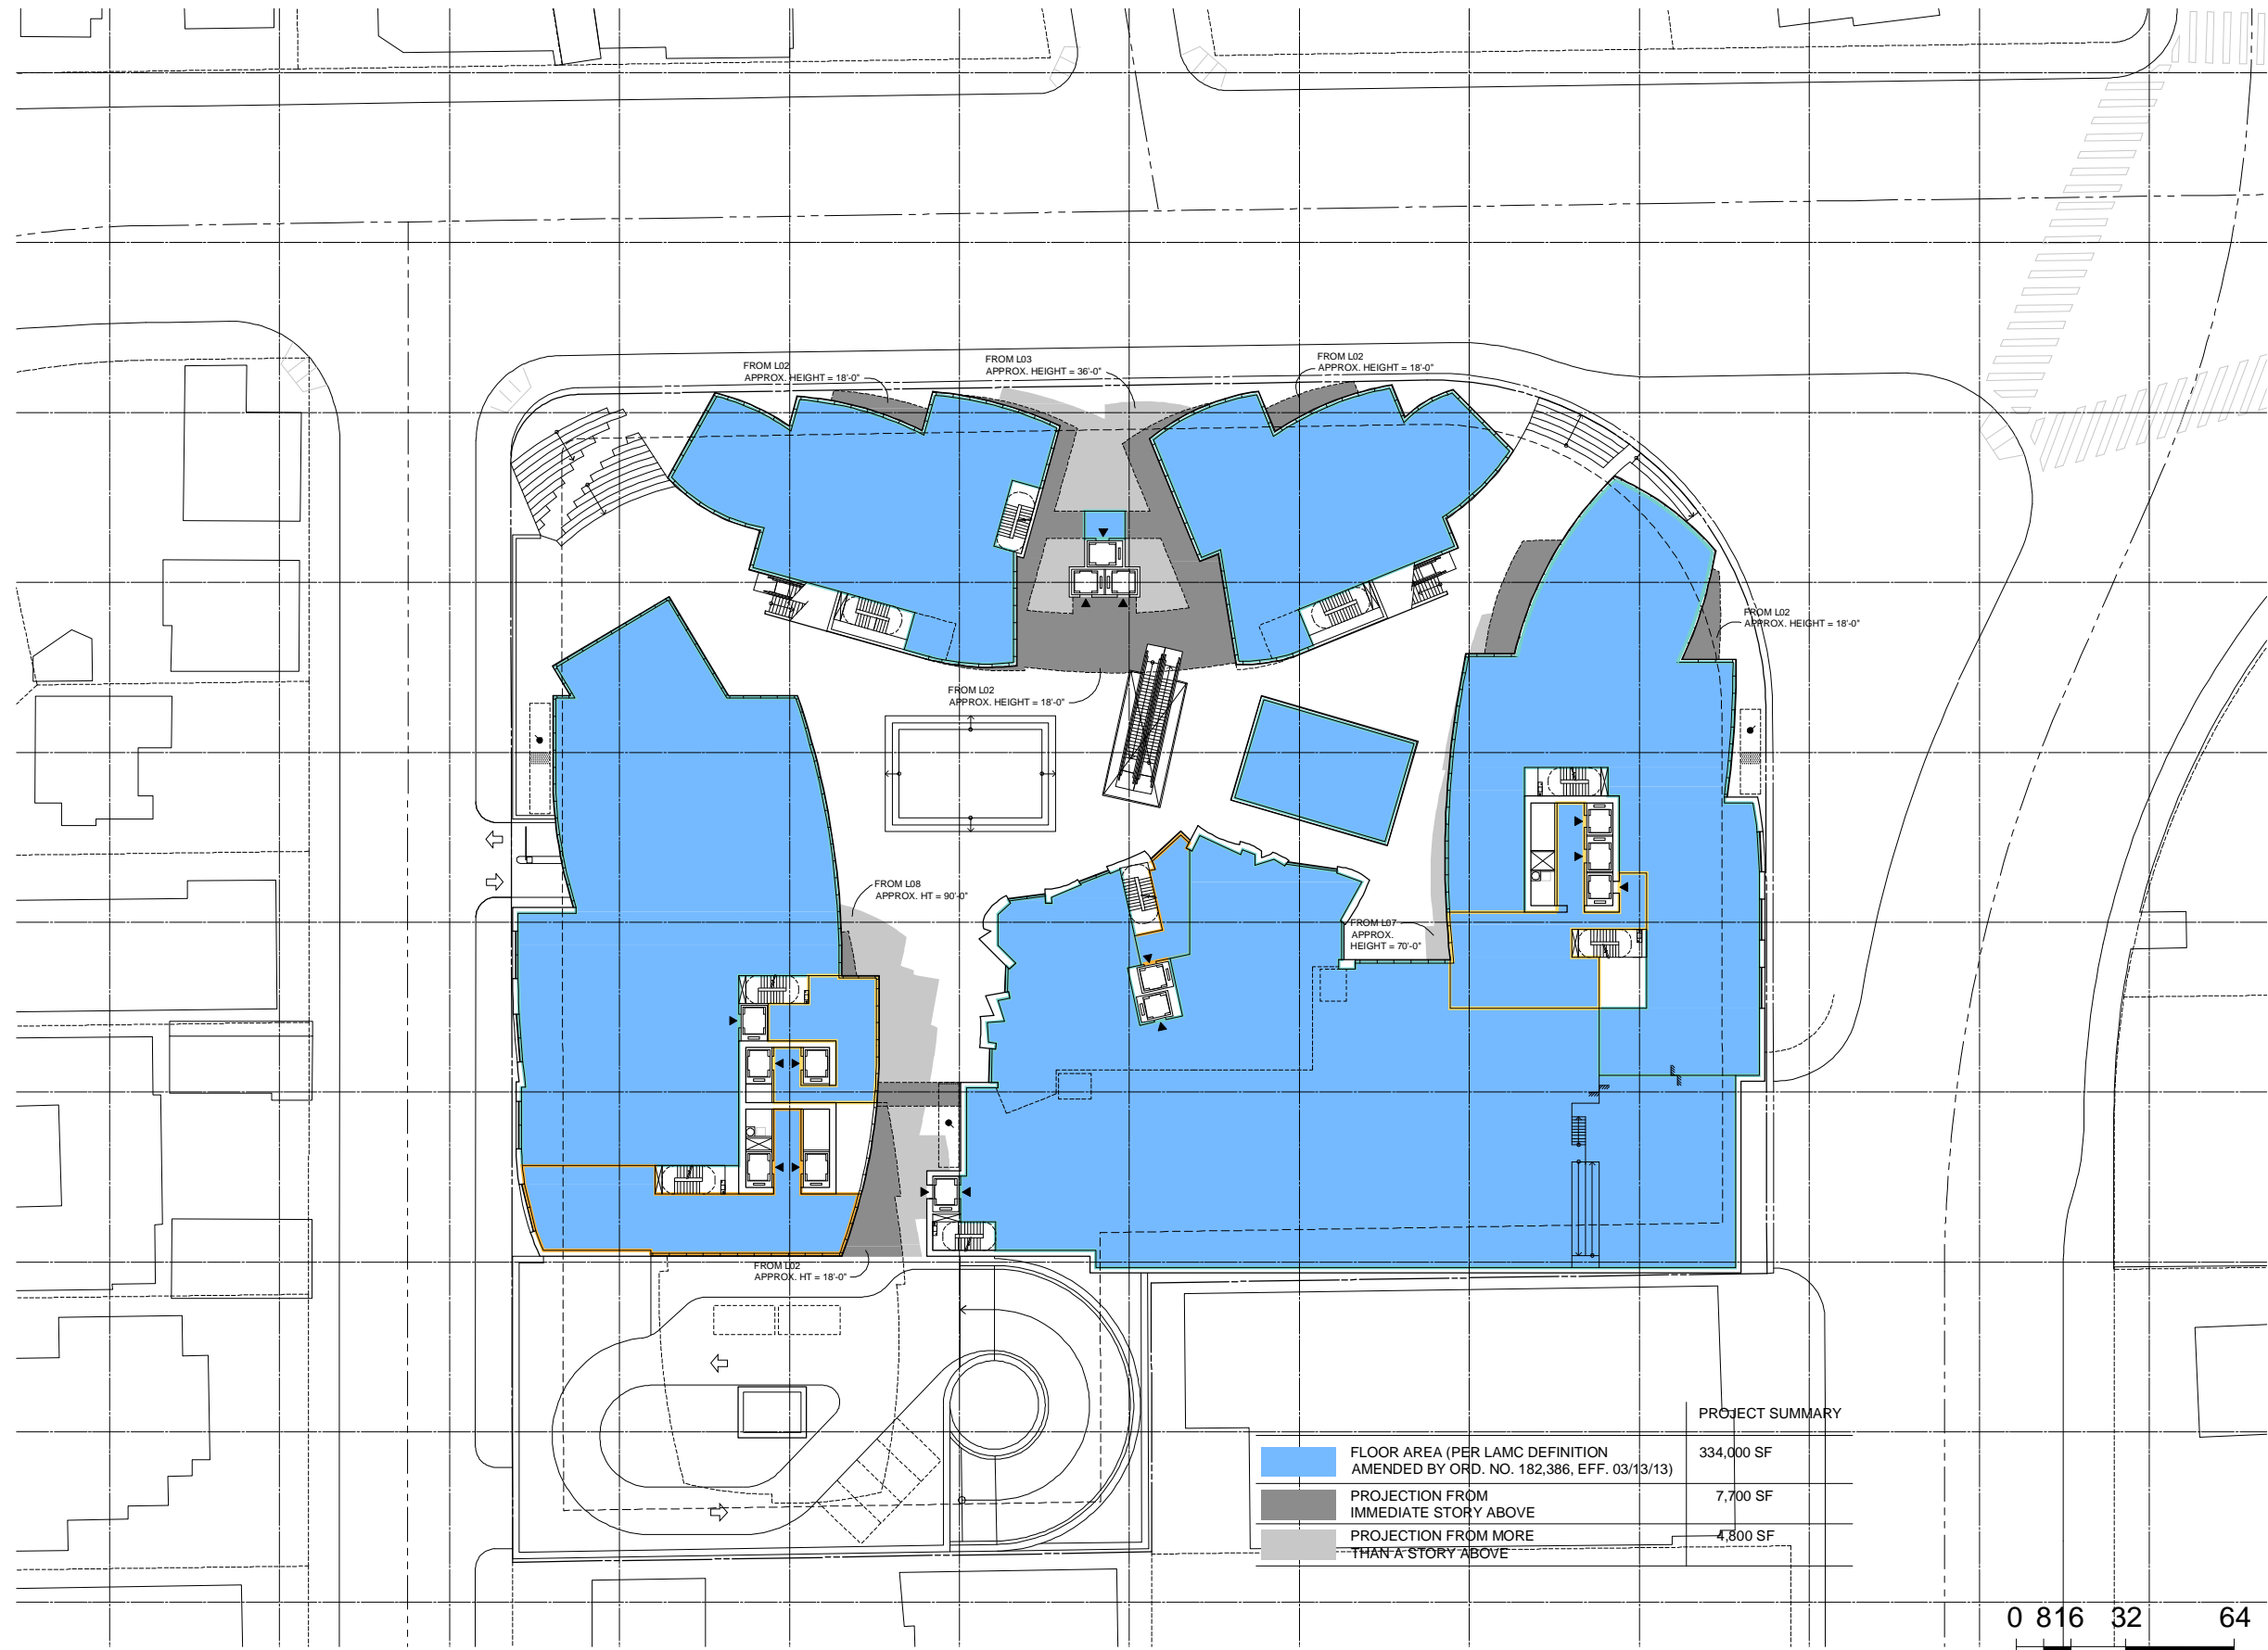 FROM L02
APPROX. HEIGHT = 18'-0"
FROM L03
APPROX. HEIGHT = 36'-0"
FROM L02
APPROX. HEIGHT = 18'-0"
FROM L02
APPROX. HEIGHT = 18'-0"
FROM L02
APPROX. HEIGHT = 18'-0"
FROM L08
APPROX. HT = 90'-0"
FROM L07
APPROX.
HEIGHT = 70'-0"
FROM L02
APPROX. HT = 18'-0"
PROJECT SUMMARY
FLOOR AREA (PER LAMC DEFINITION
AMENDED BY ORD. NO. 182,386, EFF. 03/13/13)
334,000 SF
PROJECTION FROM
IMMEDIATE STORY ABOVE
7,700 SF
PROJECTION FROM MORE
THAN A STORY ABOVE
4,800 SF
0 8 16 32 64